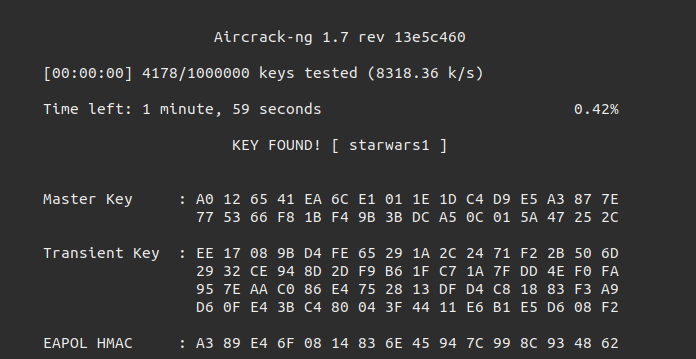 Aircrack-ng 1.7 rev 13e5c460
[00:00:00] 4178/1000000 keys tested (8318.36 k/s)
Time left: 1 minute, 59 seconds 0.42%
KEY FOUND! [ starwars1 ]
Master Key : A0 12 65 41 EA 6C E1 01 1E 1D C4 D9 E5 A3 87 7E
77 53 66 F8 1B F4 9B 3B DC A5 0C 01 5A 47 25 2C
Transient Key : EE 17 08 9B D4 FE 65 29 1A 2C 24 71 F2 2B 50 6D
29 32 CE 94 8D 2D F9 B6 1F C7 1A 7F DD 4E F0 FA
95 7E AA C0 86 E4 75 28 13 DF D4 C8 18 83 F3 A9
D6 0F E4 3B C4 80 04 3F 44 11 E6 B1 E5 D6 08 F2
EAPOL HMAC : A3 89 E4 6F 08 14 83 6E 45 94 7C 99 8C 93 48 62